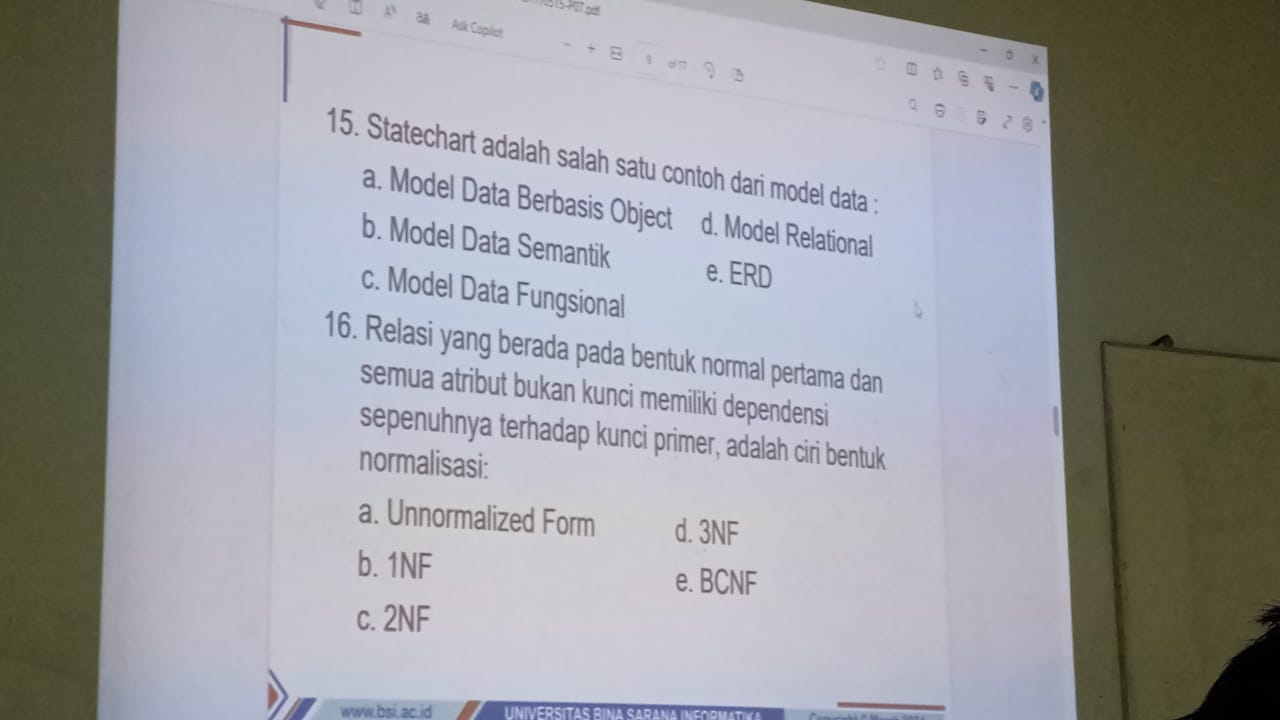 Ask Copilot
15. Statechart adalah salah satu contoh dari model data :
a. Model Data Berbasis Object d. Model Relational
b. Model Data Semantik e. ERD
c. Model Data Fungsional
16. Relasi yang berada pada bentuk normal pertama dan
semua atribut bukan kunci memiliki dependensi
sepenuhnya terhadap kunci primer, adalah ciri bentuk
normalisasi:
a. Unnormalized Form d. 3NF
b. 1NF e. BCNF
c. 2NF
www.bsi.ac.id UNIVERSITAS BINA SARANA INFORMATIKA